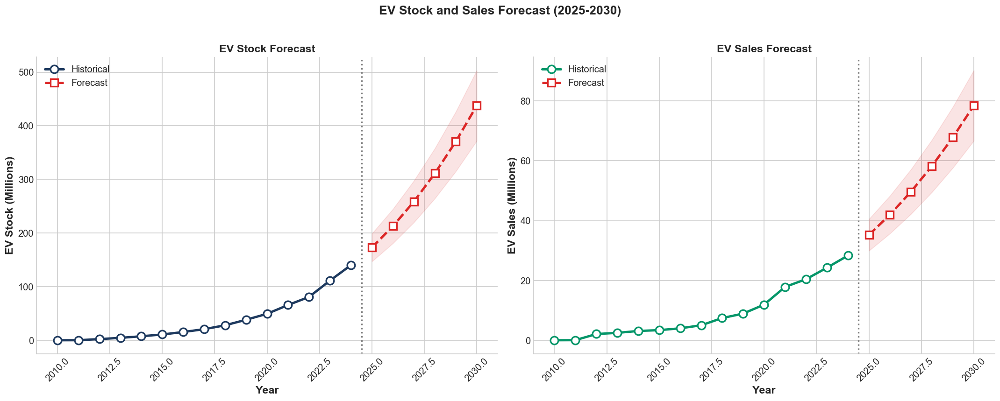 EV Stock and Sales Forecast (2025-2030)
EV Stock Forecast
Historical
Forecast
EV Stock (Millions)
500
400
300
200
100
0
2010.0 2012.5 2015.0 2017.5 2020.0 2022.5 2025.0 2027.5 2030.0
Year
EV Sales Forecast
Historical
Forecast
EV Sales (Millions)
80
60
40
20
0
2010.0 2012.5 2015.0 2017.5 2020.0 2022.5 2025.0 2027.5 2030.0
Year